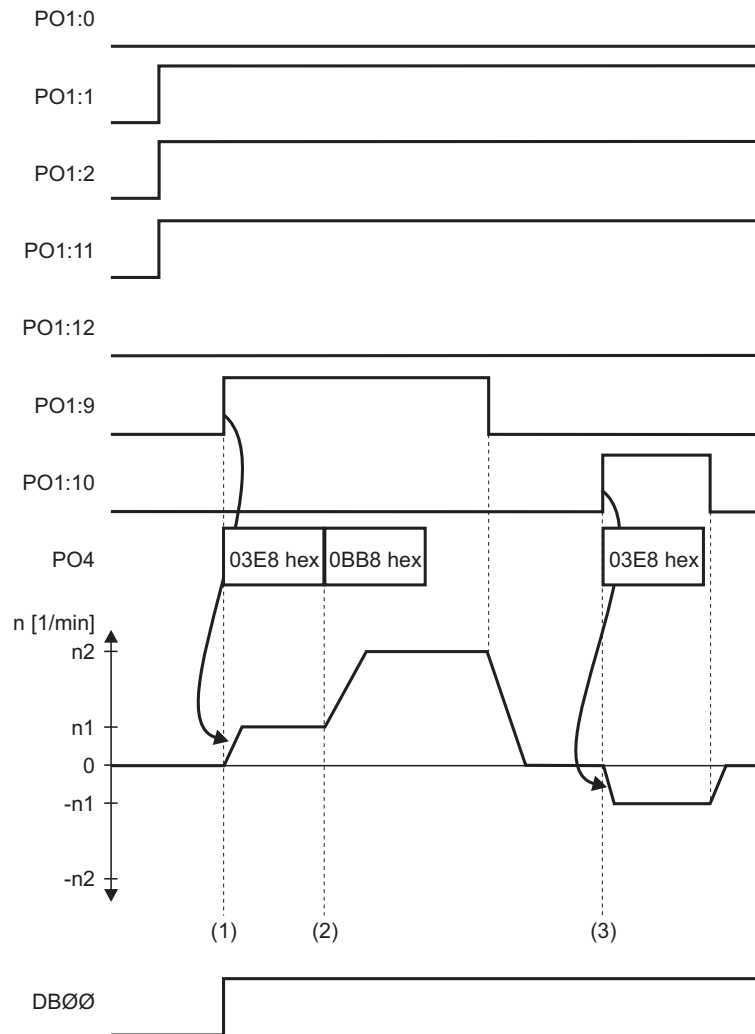 PO1:0
PO1:1
PO1:2
PO1:11
PO1:12
PO1:9
PO1:10
PO4 03E8 hex 0BB8 hex 03E8 hex
n [1/min]
n2
n1
0
-n1
-n2
(1) (2) (3)
DBØØ